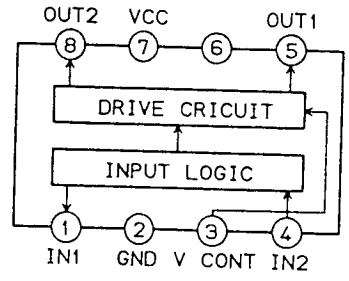 OUT2 VCC OUT1
8 7 6 5
DRIVE CRICUIT
INPUT LOGIC
1 2 3 4
IN1 GND V CONT IN2